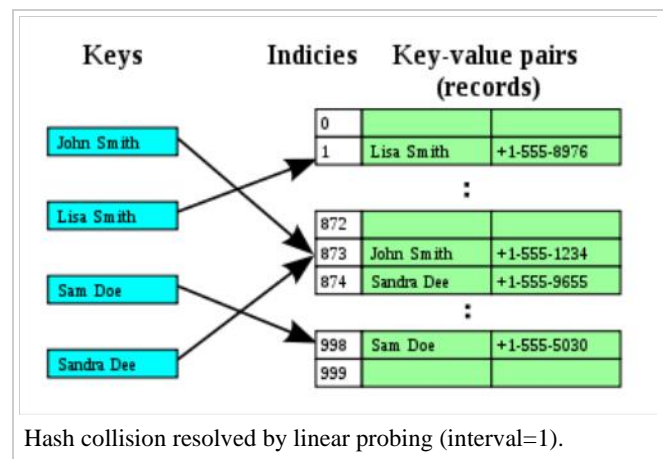 Keys
Indicies
Key-value pairs
(records)
John Smith
Lisa Smith
Sam Doe
Sandra Dee
0
1 Lisa Smith +1-555-8976
:
872
873 John Smith +1-555-1234
874 Sandra Dee +1-555-9655
:
998 Sam Doe +1-555-5030
999
Hash collision resolved by linear probing (interval=1).